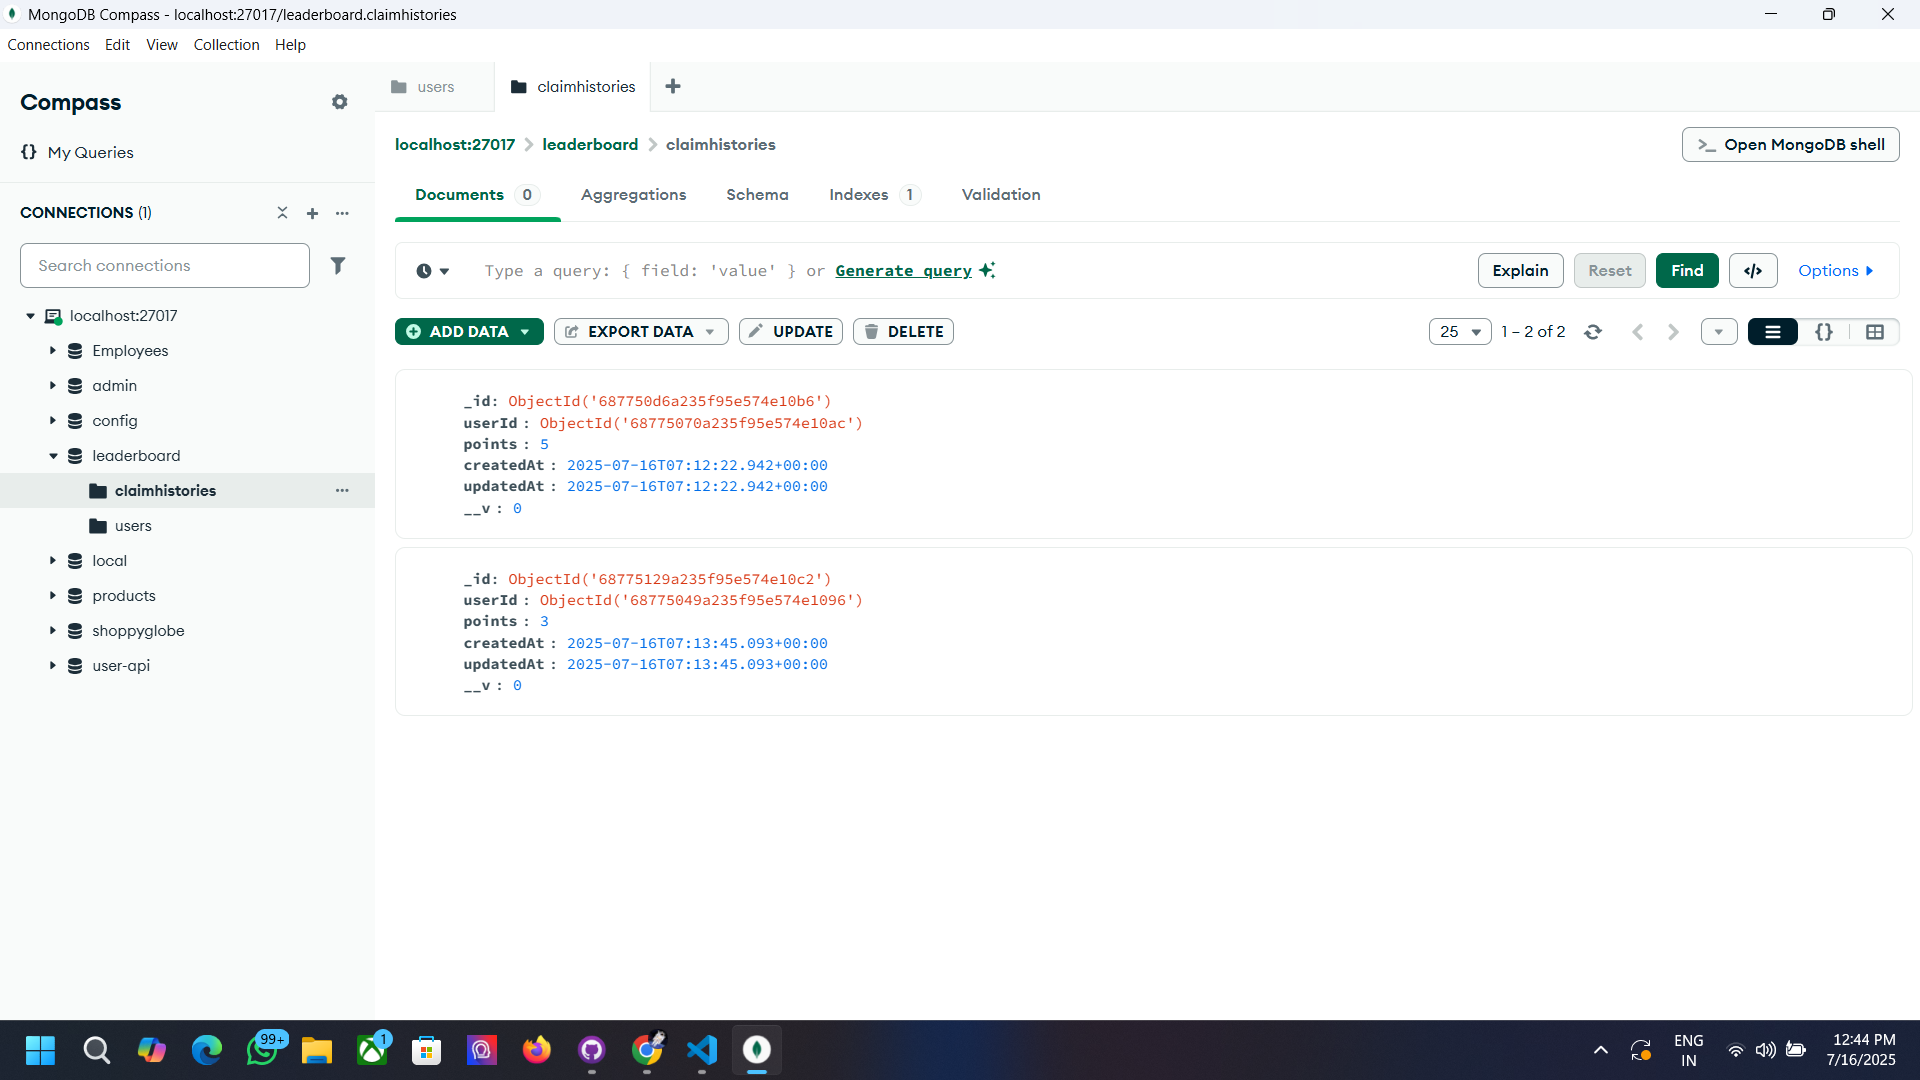 MongoDB Compass - localhost:27017/leaderboard.claimhistories
Connections Edit View Collection Help
Compass
{} My Queries
CONNECTIONS (1)
Search connections
localhost:27017
Employees
admin
config
leaderboard
claimhistories
users
local
products
shoppyglobe
user-api
users
claimhistories
localhost:27017 > leaderboard > claimhistories
>_ Open MongoDB shell
Documents 0 Aggregations Schema Indexes 1 Validation
Type a query: { field: 'value' } or Generate query
Explain Reset Find </> Options
ADD DATA EXPORT DATA UPDATE DELETE
25 1 – 2 of 2 {}
_id: ObjectId('687750d6a235f95e574e10b6')
userId : ObjectId('68775070a235f95e574e10ac')
points : 5
createdAt : 2025-07-16T07:12:22.942+00:00
updatedAt : 2025-07-16T07:12:22.942+00:00
__v : 0
_id: ObjectId('68775129a235f95e574e10c2')
userId : ObjectId('68775049a235f95e574e1096')
points : 3
createdAt : 2025-07-16T07:13:45.093+00:00
updatedAt : 2025-07-16T07:13:45.093+00:00
__v : 0
99+
1
ENG
IN
12:44 PM
7/16/2025